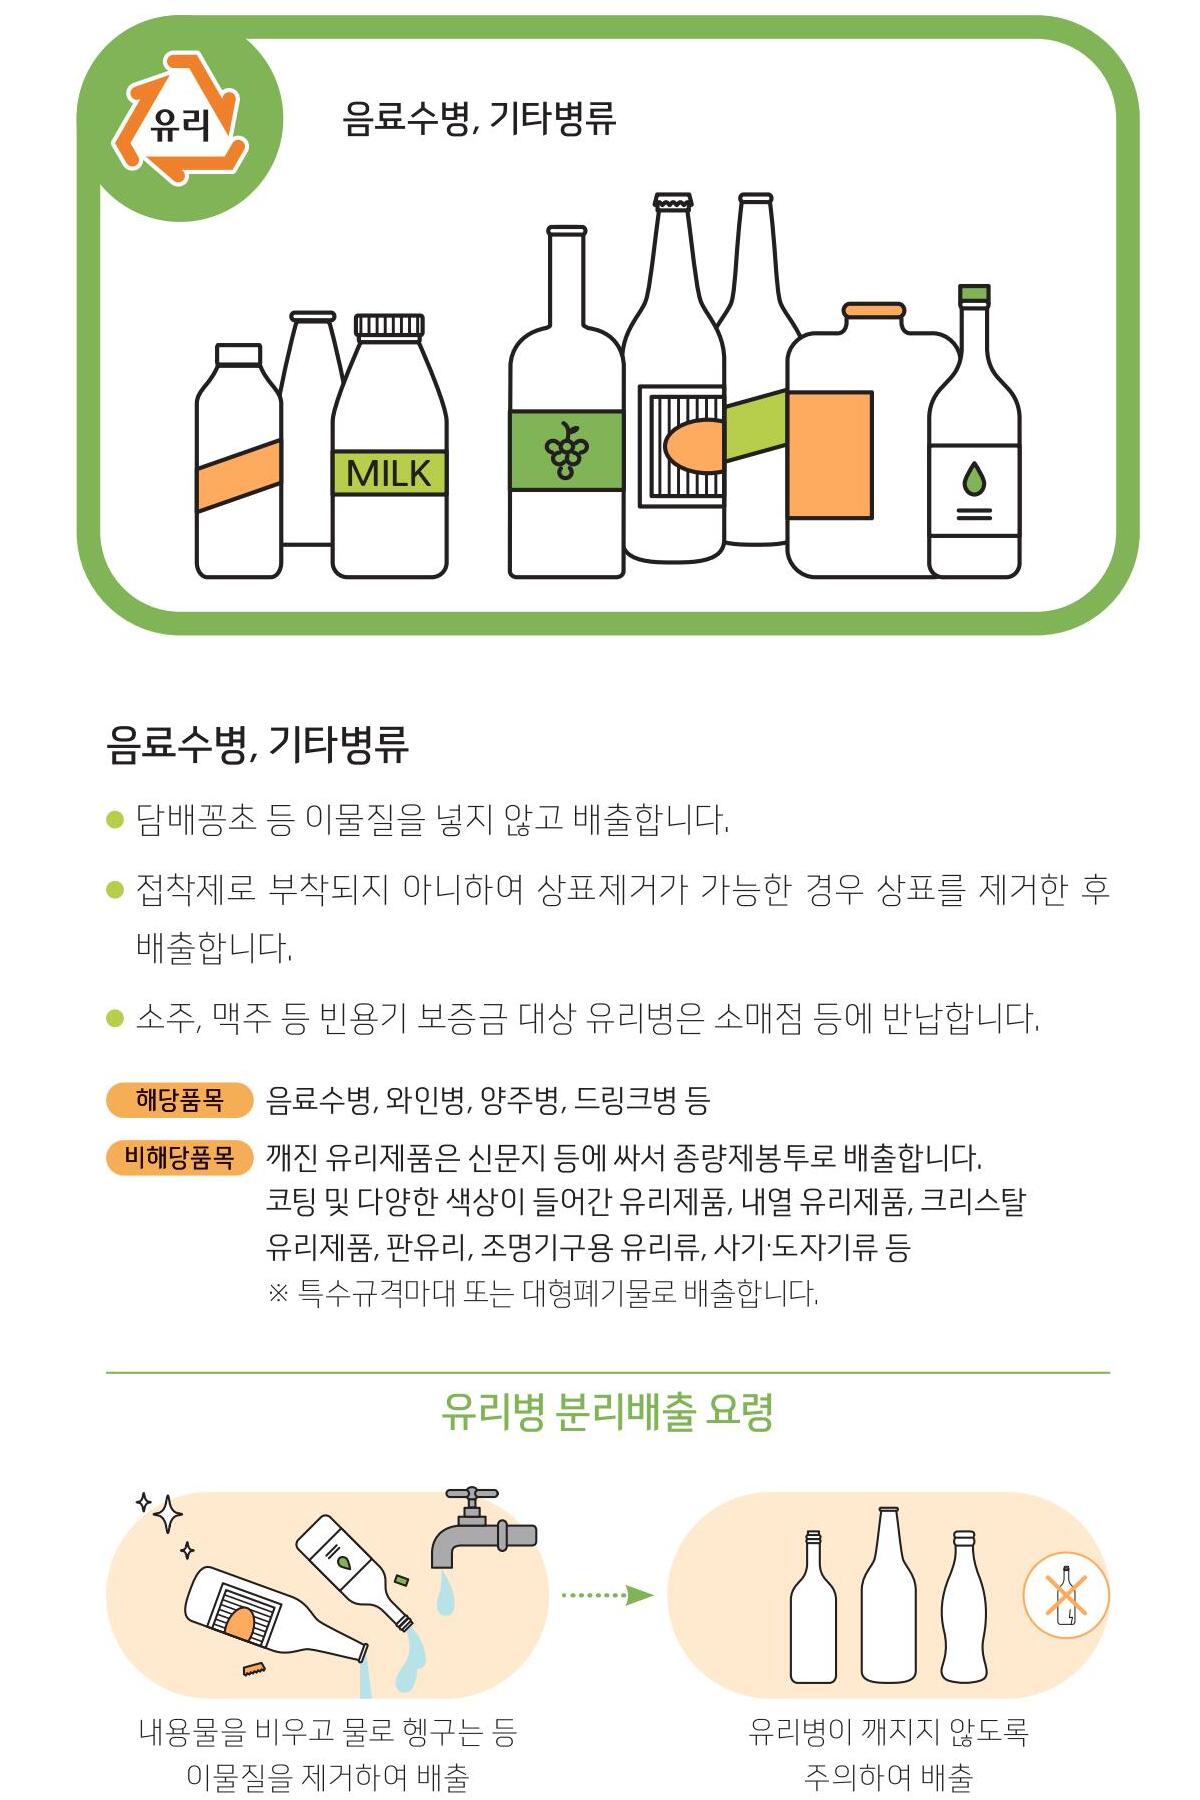 유리
음료수병, 기타병류
MILK
음료수병, 기타병류
담배꽁초 등 이물질을 넣지 않고 배출합니다.
접착제로 부착되지 아니하여 상표제거가 가능한 경우 상표를 제거한 후
배출합니다.
소주, 맥주 등 빈용기 보증금 대상 유리병은 소매점 등에 반납합니다.
해당품목 음료수병, 와인병, 양주병, 드링크병 등
비해당품목 깨진 유리제품은 신문지 등에 싸서 종량제봉투로 배출합니다.
코팅 및 다양한 색상이 들어간 유리제품, 내열 유리제품, 크리스탈
유리제품, 판유리, 조명기구용 유리류, 사기·도자기류 등
※ 특수규격마대 또는 대형폐기물로 배출합니다.
유리병 분리배출 요령
내용물을 비우고 물로 헹구는 등
이물질을 제거하여 배출
유리병이 깨지지 않도록
주의하여 배출